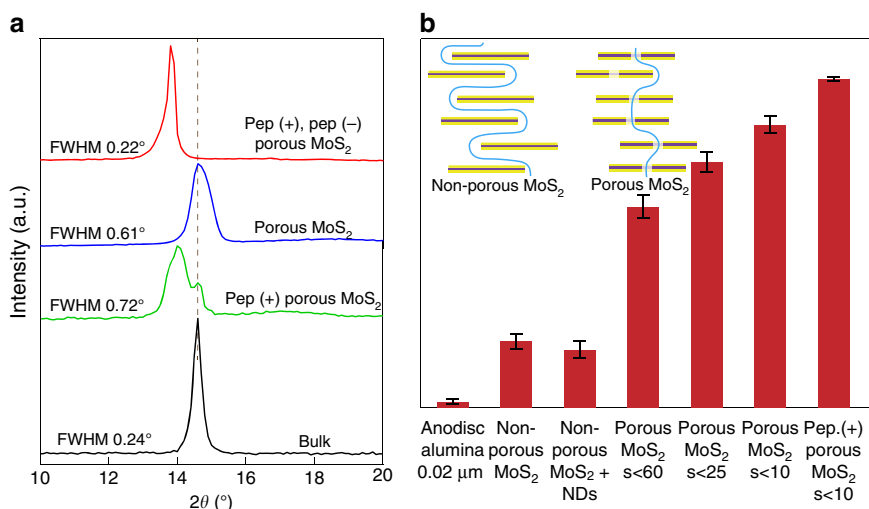 a
Intensity (a.u.)
FWHM 0.22°
Pep (+), pep (−)
porous MoS₂
FWHM 0.61°
Porous MoS₂
FWHM 0.72°
Pep (+) porous MoS₂
FWHM 0.24°
Bulk
10 12 14 16 18 20
2θ (°)
b
Non-porous MoS₂
Porous MoS₂
Anodisc
alumina
0.02 μm
Non-
porous
MoS₂
Non-
porous
MoS₂ +
NDs
Porous
MoS₂
s<60
Porous
MoS₂
s<25
Porous
MoS₂
s<10
Pep.(+)
porous
MoS₂
s<10